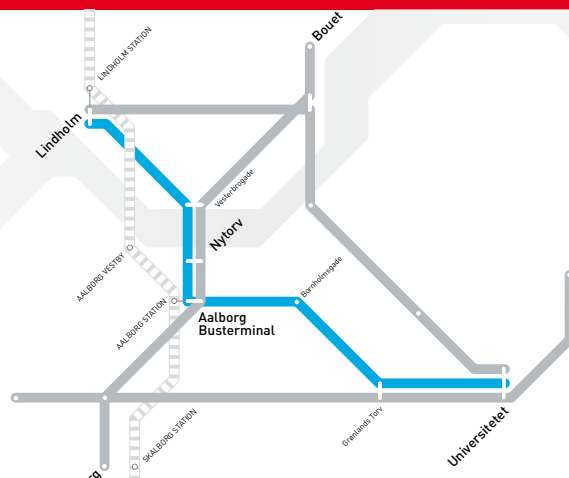 Bouet
LINDHOLM STATION
Lindholm
Vesterbrogade
Nytorv
AALBORG VESTBY
Bornholmsgade
AALBORG STATION
Aalborg
Busterminal
Grønlands Torv
Universitetet
SKALBORG STATION